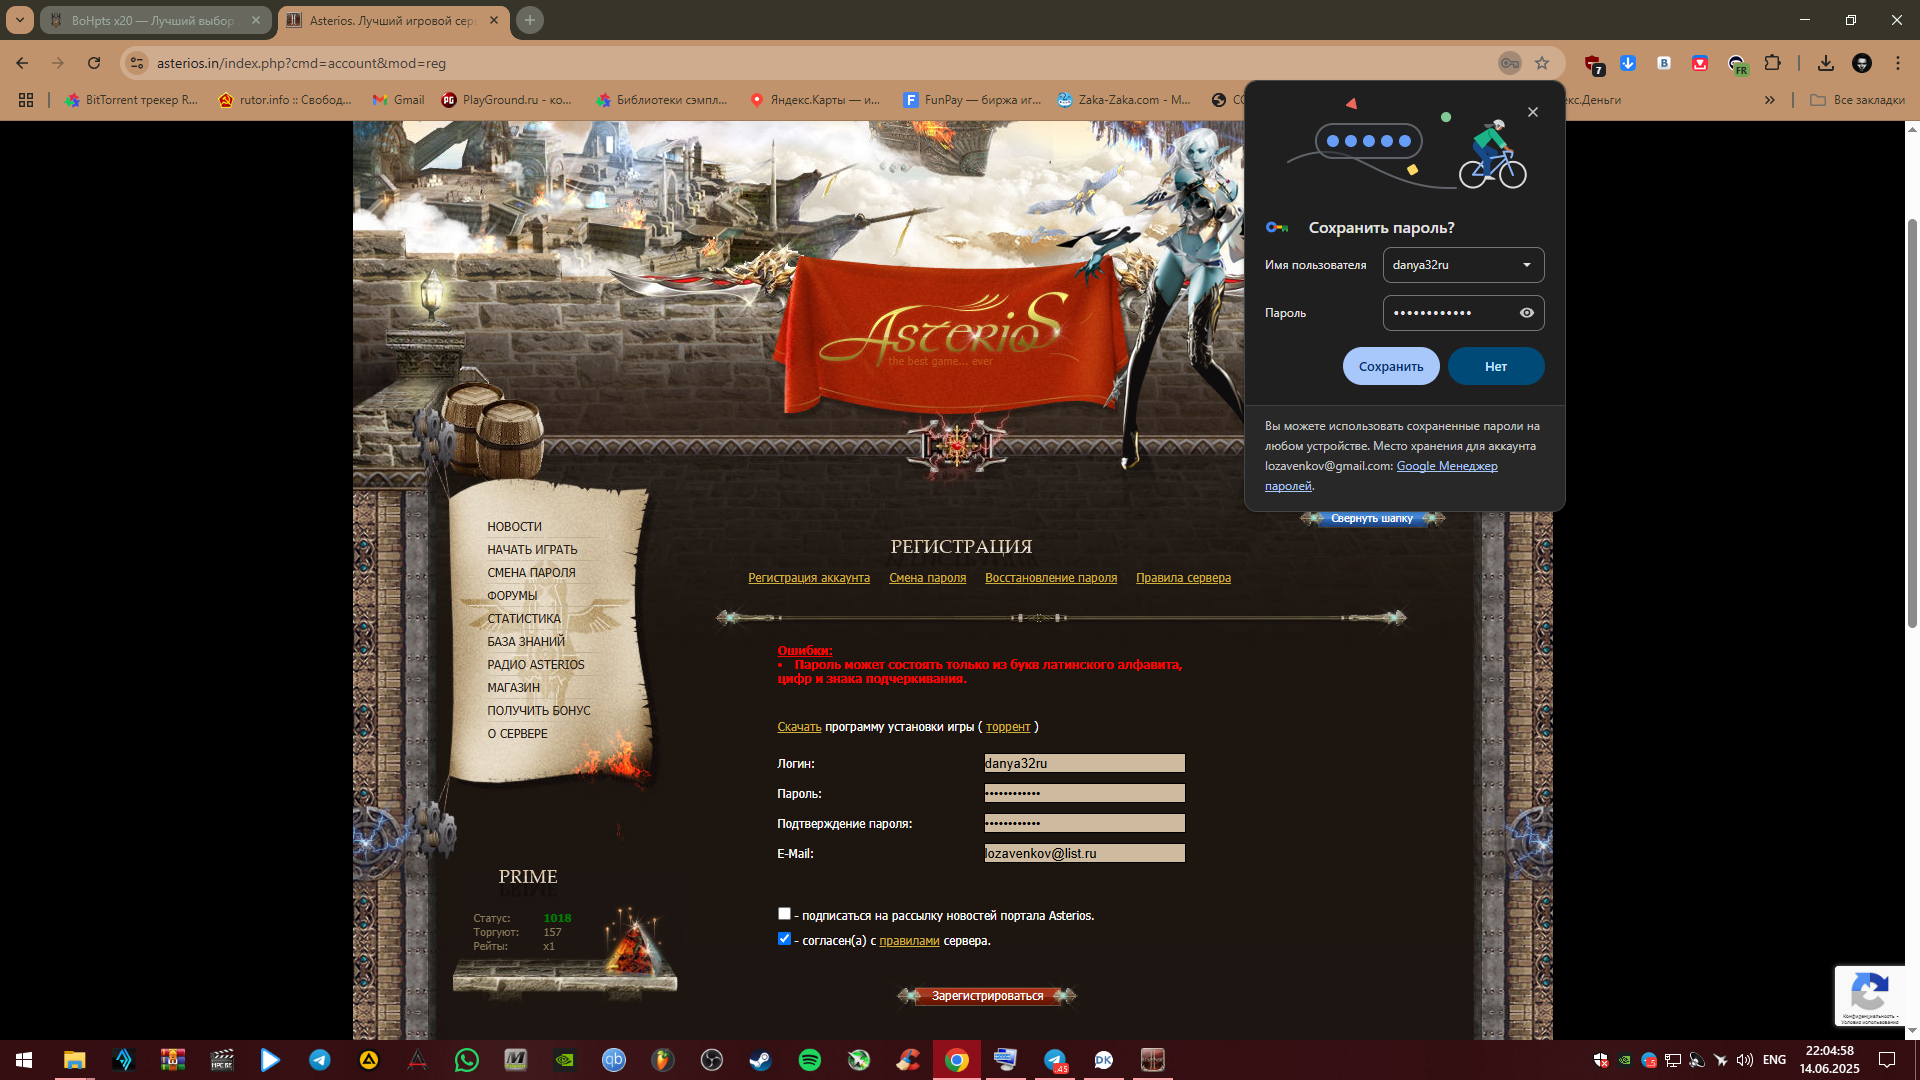 BoHpts x20 — Лучший выбор
Asterios. Лучший игровой сер
asterios.in/index.php?cmd=account&mod=reg
7
FR
BitTorrent трекер R...
rutor.info :: Свобод...
Gmail
PlayGround.ru - ко...
Библиотеки сэмпл...
Яндекс.Карты — и...
FunPay — биржа иг...
Zaka-Zaka.com - М...
кс.Деньги
Все закладки
Сохранить пароль?
Имя пользователя
danya32ru
Пароль
Сохранить
Нет
Вы можете использовать сохраненные пароли на
любом устройстве. Место хранения для аккаунта
lozavenkov@gmail.com: Google Менеджер
паролей.
Asterios
the best game... ever
Свернуть шапку
НОВОСТИ
НАЧАТЬ ИГРАТЬ
СМЕНА ПАРОЛЯ
ФОРУМЫ
СТАТИСТИКА
БАЗА ЗНАНИЙ
РАДИО ASTERIOS
МАГАЗИН
ПОЛУЧИТЬ БОНУС
О СЕРВЕРЕ
РЕГИСТРАЦИЯ
Регистрация аккаунта Смена пароля Восстановление пароля Правила сервера
Ошибки:
• Пароль может состоять только из букв латинского алфавита,
цифр и знака подчеркивания.
Скачать программу установки игры ( торрент )
Логин: danya32ru
Пароль: ••••••••••••
Подтверждение пароля: ••••••••••••
E-Mail: lozavenkov@list.ru
- подписаться на рассылку новостей портала Asterios.
- согласен(а) с правилами сервера.
Зарегистрироваться
PRIME
Статус: 1018
Торгуют: 157
Рейты: x1
Конфиденциальность -
Условия использования
ENG
22:04:58
14.06.2025